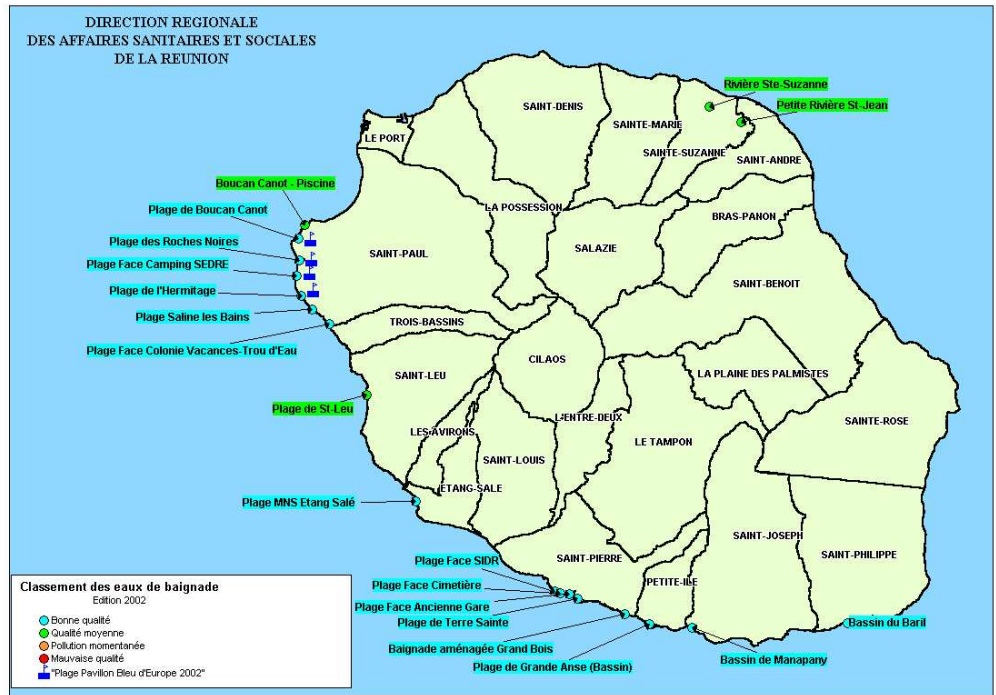 DIRECTION REGIONALE
DES AFFAIRES SANITAIRES ET SOCIALES
DE LA REUNION
Rivière Ste-Suzanne
Petite Rivière St-Jean
SAINT-DENIS
SAINTE-MARIE
LE PORT
SAINTE-SUZANNE
SAINT-ANDRE
Boucan Canot - Piscine
Plage de Boucan Canot
LA POSSESSION
BRAS-PANON
Plage des Roches Noires
SAINT-PAUL
SALAZIE
Plage Face Camping SEDRE
SAINT-BENOIT
Plage de l'Hermitage
Plage Saline les Bains
TROIS-BASSINS
Plage Face Colonie Vacances-Trou d'Eau
CILAOS
SAINT-LEU
LA PLAINE DES PALMISTES
Plage de St-Leu
L'ENTRE-DEUX
SAINTE-ROSE
LES AVIRONS
LE TAMPON
SAINT-LOUIS
ETANG-SALE
Plage MNS Etang Salé
SAINT-JOSEPH
SAINT-PIERRE
SAINT-PHILIPPE
Plage Face SIDR
PETITE-ILE
Plage Face Cimetière
Plage Face Ancienne Gare
Plage de Terre Sainte
Bassin du Baril
Baignade aménagée Grand Bois
Plage de Grande Anse (Bassin)
Bassin de Manapany
Classement des eaux de baignade
Edition 2002
Bonne qualité
Qualité moyenne
Pollution momentanée
Mauvaise qualité
"Plage Pavillon Bleu d'Europe 2002"